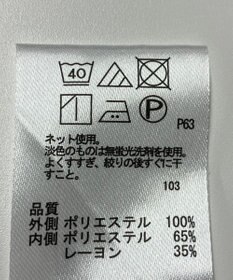 40
P
P63
ネット使用。
淡色のものは無蛍光洗剤を使用。
よくすすぎ、絞りの後すぐに干
すこと。
103
品質
外側 ポリエステル 100%
内側 ポリエステル 65%
レーヨン 35%